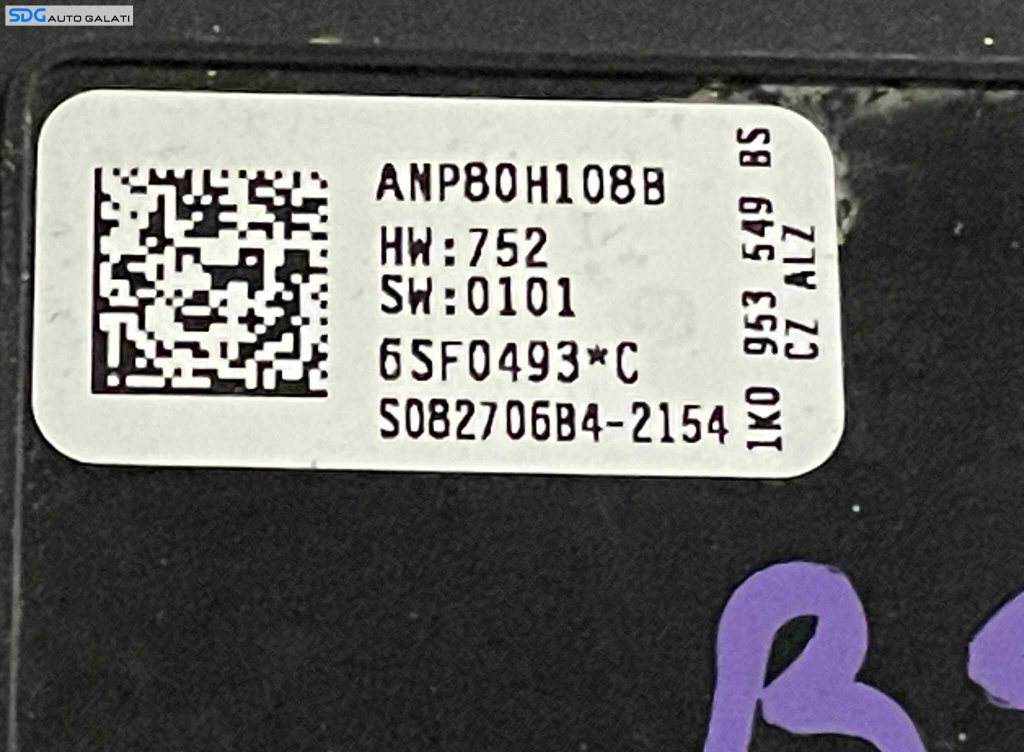 SDG AUTO GALATI
ANP80H108B
HW:752
SW:0101
6SF0493*C
S082706B4-2154
1K0 953 549 BS
CZ ALZ